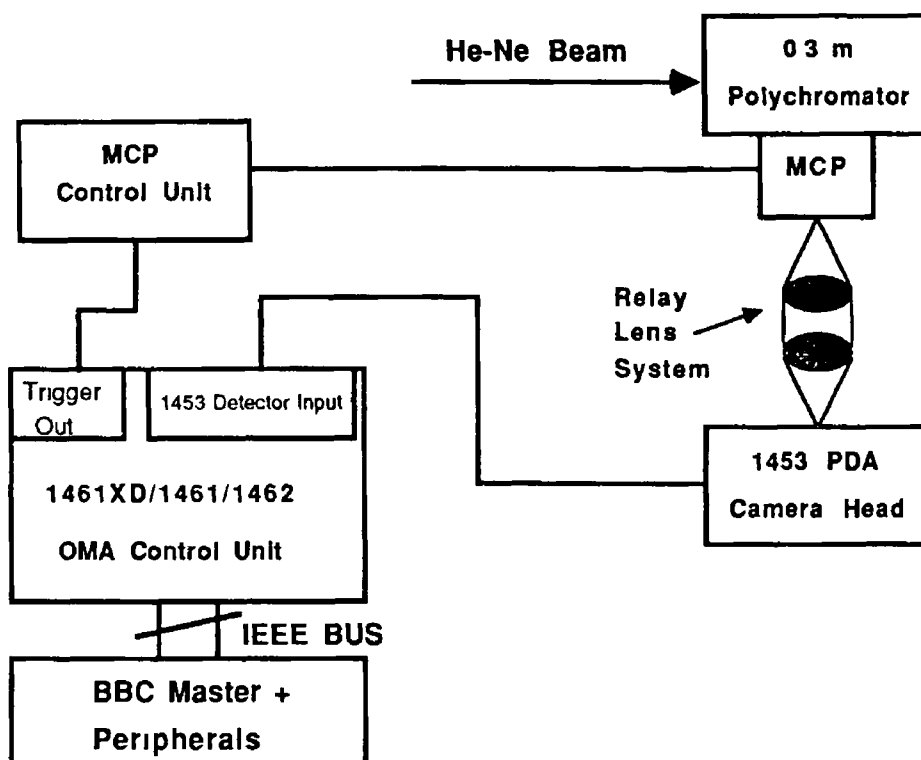 He-Ne Beam
0 3 m
Polychromator
MCP
Control Unit
MCP
Relay
Lens
System
Trigger
Out
1453 Detector Input
1461XD/1461/1462
OMA Control Unit
1453 PDA
Camera Head
IEEE BUS
BBC Master +
Peripherals